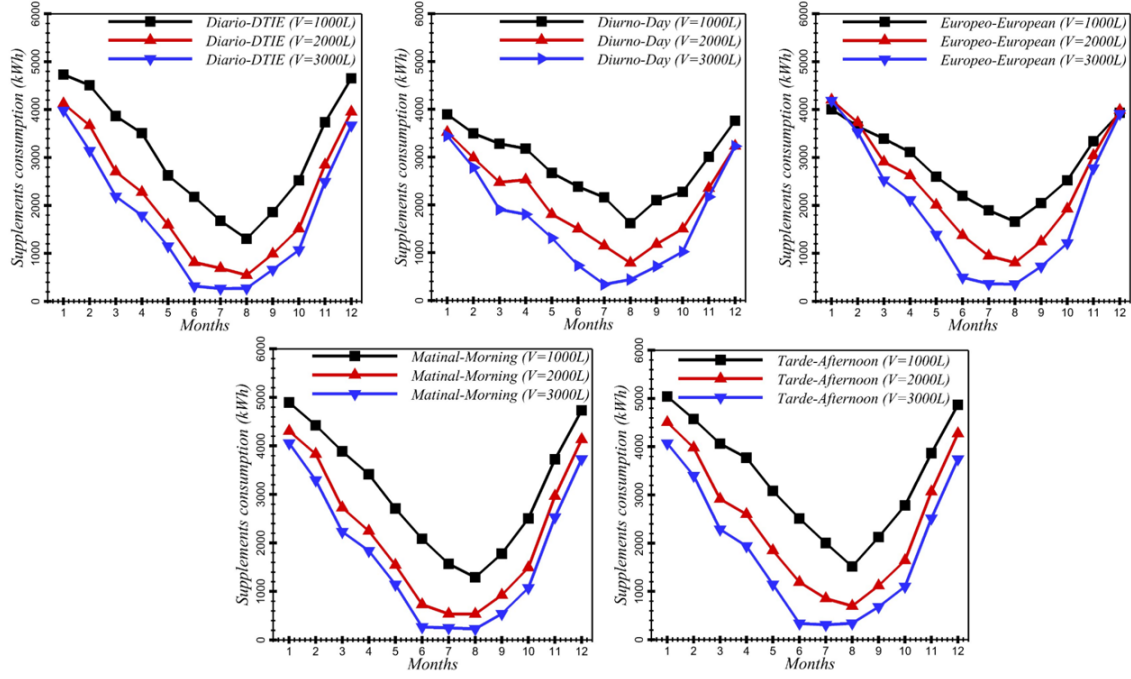 Diario-DTIE (V=1000L)
Diario-DTIE (V=2000L)
Diario-DTIE (V=3000L)
Supplements consumption (kWh)
6000
5000
4000
3000
2000
1000
0
1 2 3 4 5 6 7 8 9 10 11 12
Months
Diurno-Day (V=1000L)
Diurno-Day (V=2000L)
Diurno-Day (V=3000L)
Supplements consumption (kWh)
6000
5000
4000
3000
2000
1000
0
1 2 3 4 5 6 7 8 9 10 11 12
Months
Europeo-European (V=1000L)
Europeo-European (V=2000L)
Europeo-European (V=3000L)
Supplements consumption (kWh)
6000
5000
4000
3000
2000
1000
0
1 2 3 4 5 6 7 8 9 10 11 12
Months
Matinal-Morning (V=1000L)
Matinal-Morning (V=2000L)
Matinal-Morning (V=3000L)
Supplements consumption (kWh)
6000
5000
4000
3000
2000
1000
0
1 2 3 4 5 6 7 8 9 10 11 12
Months
Tarde-Afternoon (V=1000L)
Tarde-Afternoon (V=2000L)
Tarde-Afternoon (V=3000L)
Supplements consumption (kWh)
6000
5000
4000
3000
2000
1000
0
1 2 3 4 5 6 7 8 9 10 11 12
Months